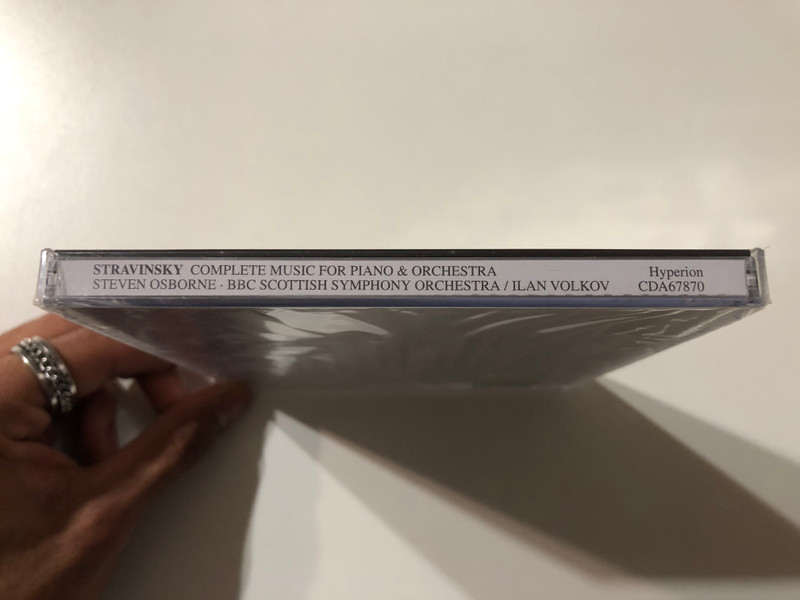 STRAVINSKY COMPLETE MUSIC FOR PIANO & ORCHESTRA
STEVEN OSBORNE · BBC SCOTTISH SYMPHONY ORCHESTRA / ILAN VOLKOV
Hyperion
CDA67870